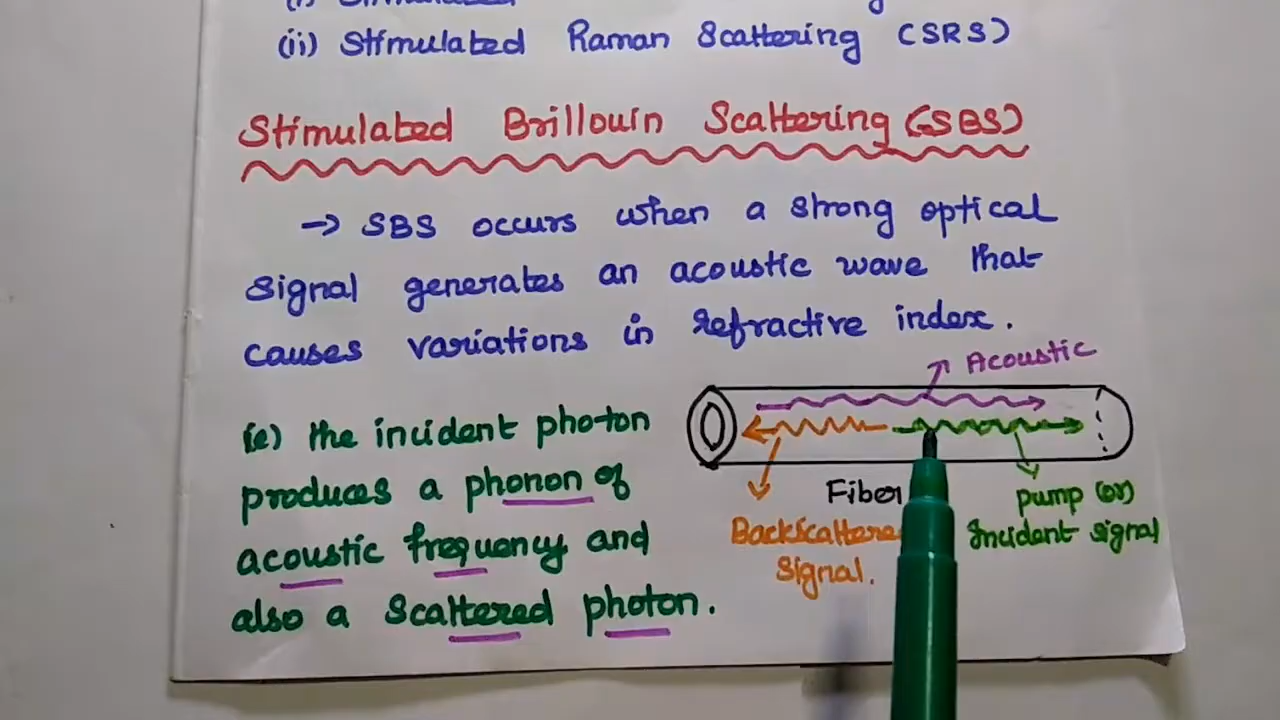 (ii) Stimulated Raman Scattering (SRS)
Stimulated Brillouin Scattering (SBS)
→ SBS occurs when a strong optical
signal generates an acoustic wave that
causes variations in refractive index.
Acoustic
(e) the incident photon
produces a phonon of
acoustic frequency and
also a scattered photon.
Fiber
pump (or)
Incident signal
Backscattere
Signal.